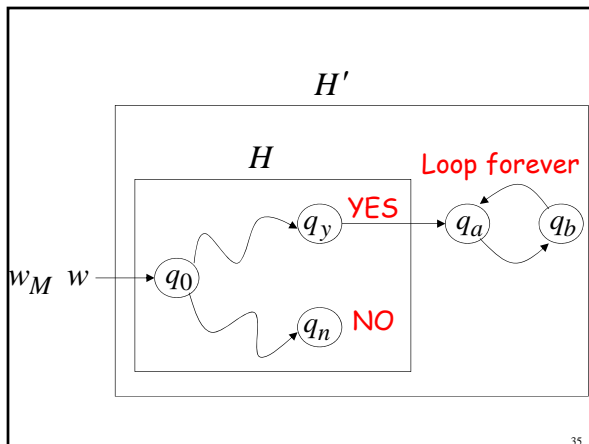 H′
H
Loop forever
YES
q_y
q_a
q_b
w_M w
q_0
NO
q_n
35